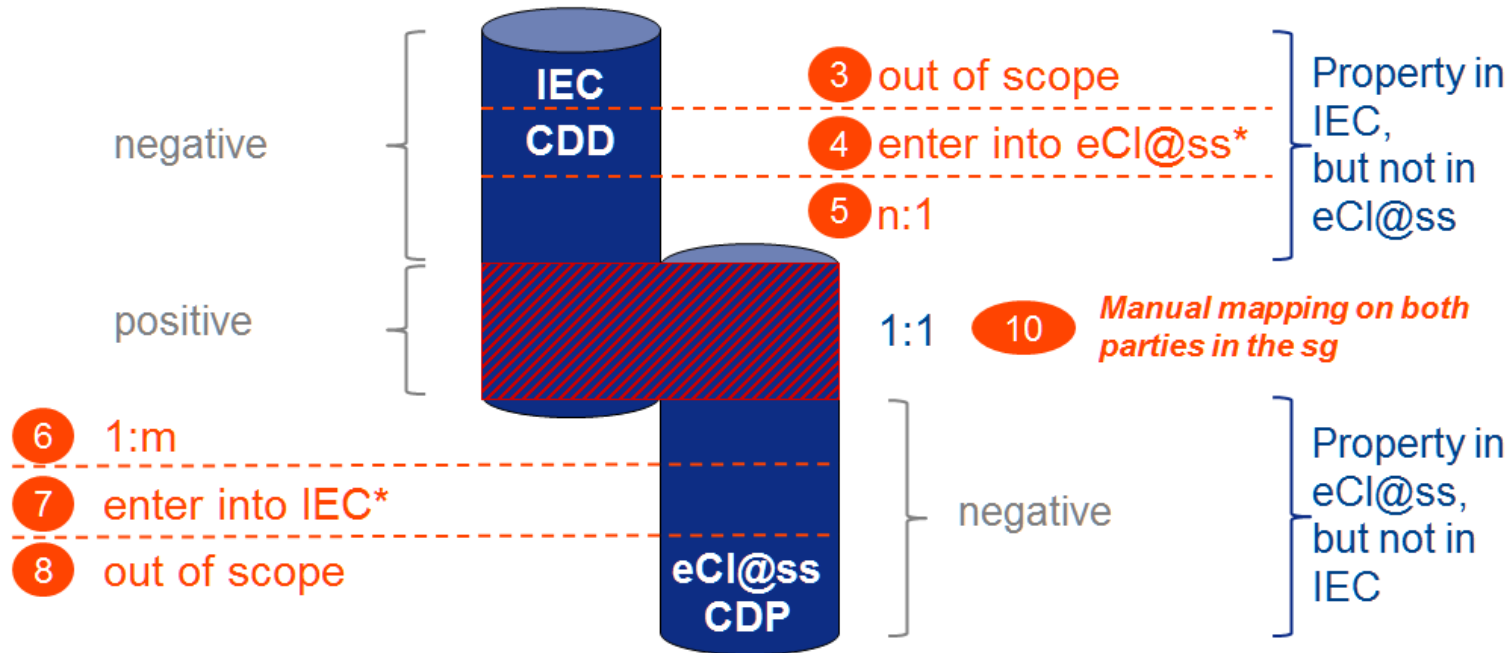 IEC
CDD
negative
3 out of scope
4 enter into eCl@ss*
5 n:1
Property in
IEC,
but not in
eCl@ss
positive
1:1
10
Manual mapping on both
parties in the sg
6 1:m
7 enter into IEC*
8 out of scope
eCl@ss
CDP
negative
Property in
eCl@ss,
but not in
IEC